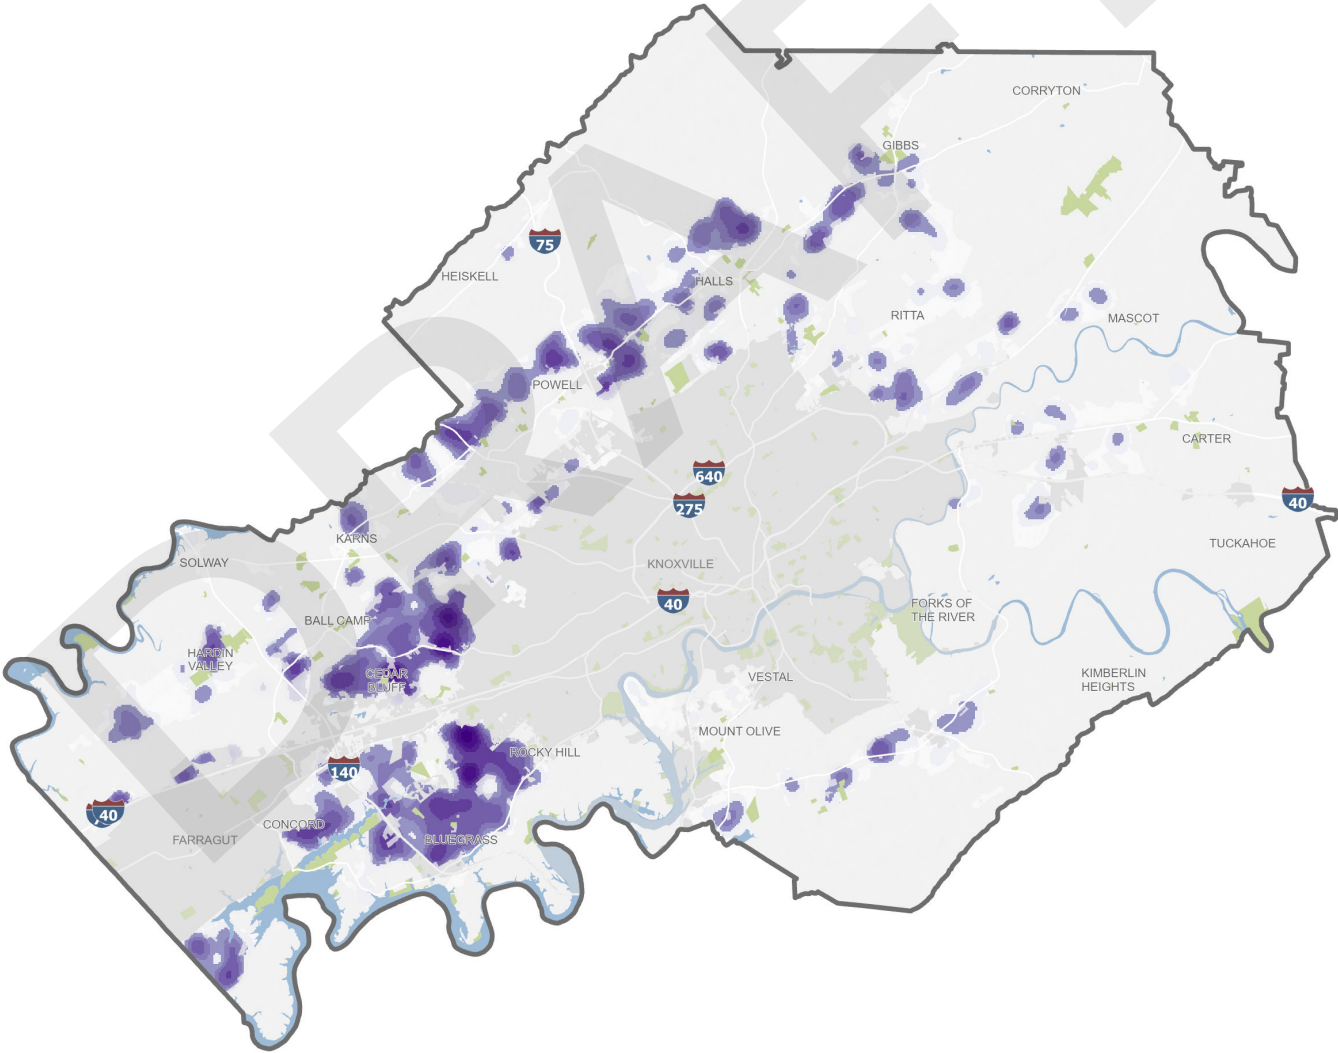 CORRYTON
GIBBS
75
HEISKELL
HALLS
RITTA
MASCOT
POWELL
CARTER
640
275
40
KARNS
TUCKAHOE
SOLWAY
KNOXVILLE
40
FORKS OF
THE RIVER
BALL CAMP
HARDIN
VALLEY
CEDAR
BLUFF
VESTAL
KIMBERLIN
HEIGHTS
MOUNT OLIVE
ROCKY HILL
140
40
CONCORD
FARRAGUT
BLUEGRASS
DRAFT